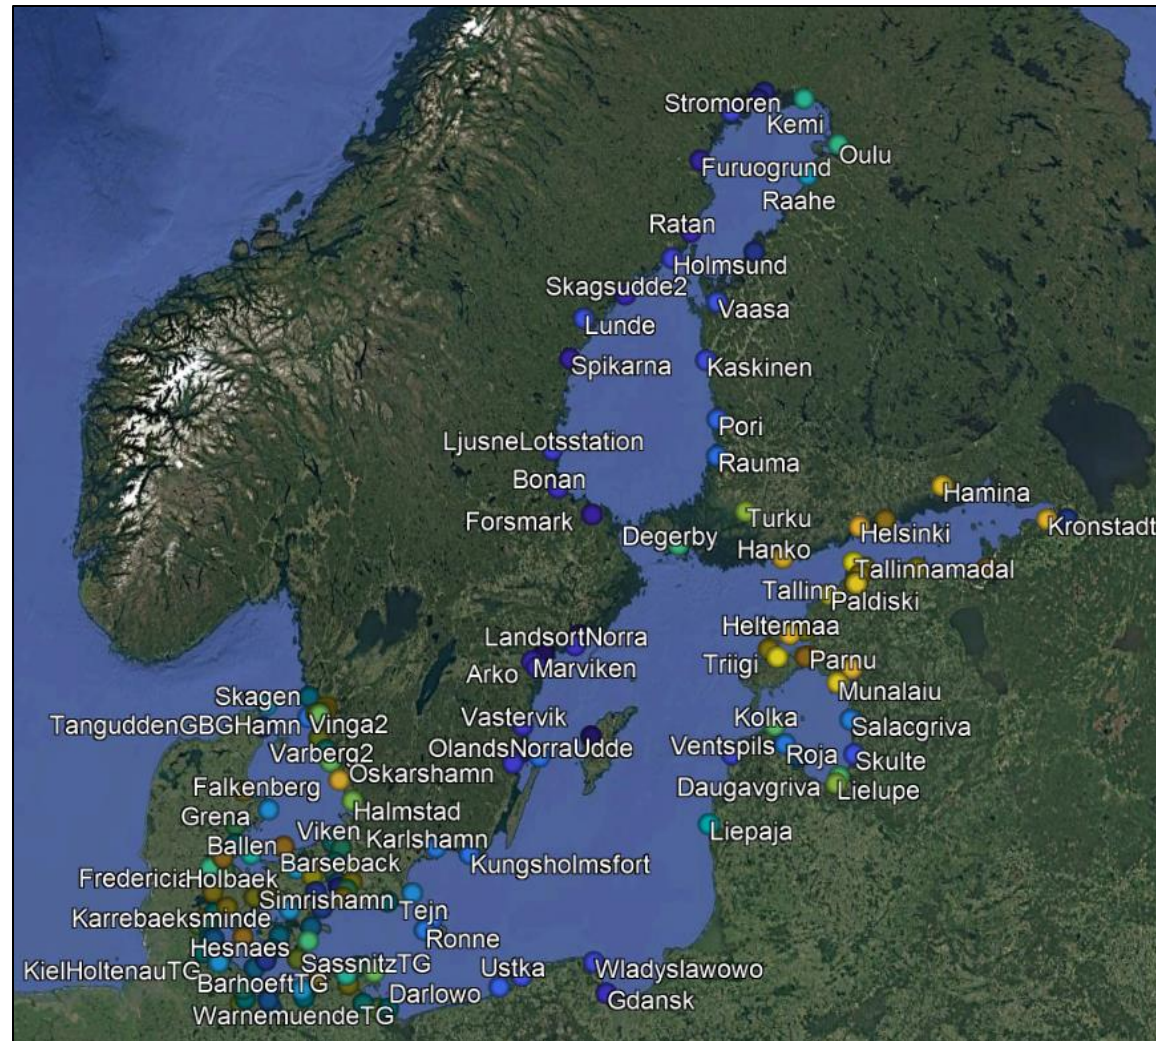 Stromoren
Kemi
Oulu
Furuogrund
Raahe
Ratan
Holmsund
Skagsudde2
Vaasa
Lunde
Spikarna
Kaskinen
Pori
LjusneLotsstation
Rauma
Bonan
Hamina
Forsmark
Turku
Kronstadt
Degerby
Helsinki
Hanko
Tallinnamadal
Tallinn
Paldiski
Heltermaa
LandsortNorra
Triigi
Parnu
Marviken
Arko
Munalaiu
Skagen
Vastervik
Kolka
Salacgriva
TanguddenGBGHamn
Vinga2
OlandsNorraUdde
Ventspils
Roja
Skulte
Varberg2
Oskarshamn
Daugavgriva
Lielupe
Falkenberg
Grena
Halmstad
Viken
Karlshamn
Liepaja
Ballen
Barseback
Kungsholmsfort
Fredericia
Holbaek
Simrishamn
Tejn
Karrebaeksminde
Ronne
Hesnaes
KielHoltenauTG
SassnitzTG
Ustka
Wladyslawowo
BarhoeftTG
Darlowo
Gdansk
WarnemuendeTG